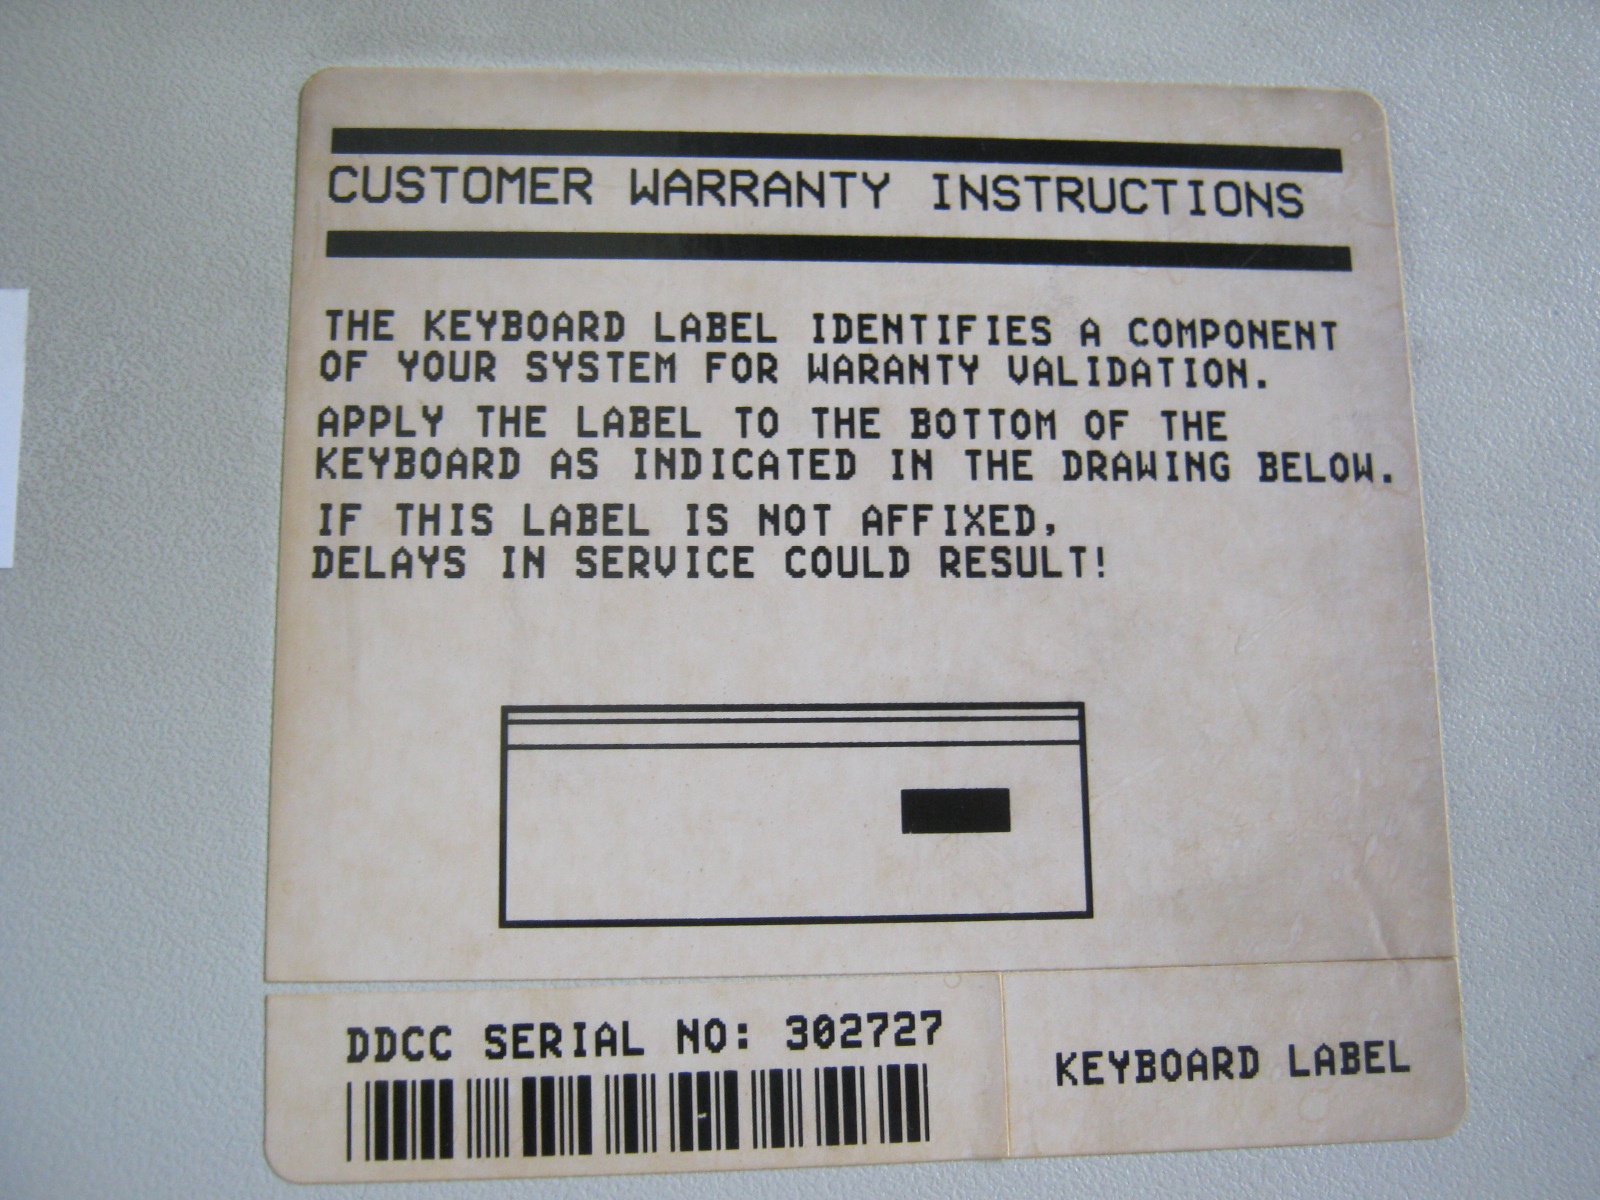 CUSTOMER WARRANTY INSTRUCTIONS
THE KEYBOARD LABEL IDENTIFIES A COMPONENT
OF YOUR SYSTEM FOR WARANTY VALIDATION.
APPLY THE LABEL TO THE BOTTOM OF THE
KEYBOARD AS INDICATED IN THE DRAWING BELOW.
IF THIS LABEL IS NOT AFFIXED,
DELAYS IN SERVICE COULD RESULT!
DDCC SERIAL NO: 302727
KEYBOARD LABEL